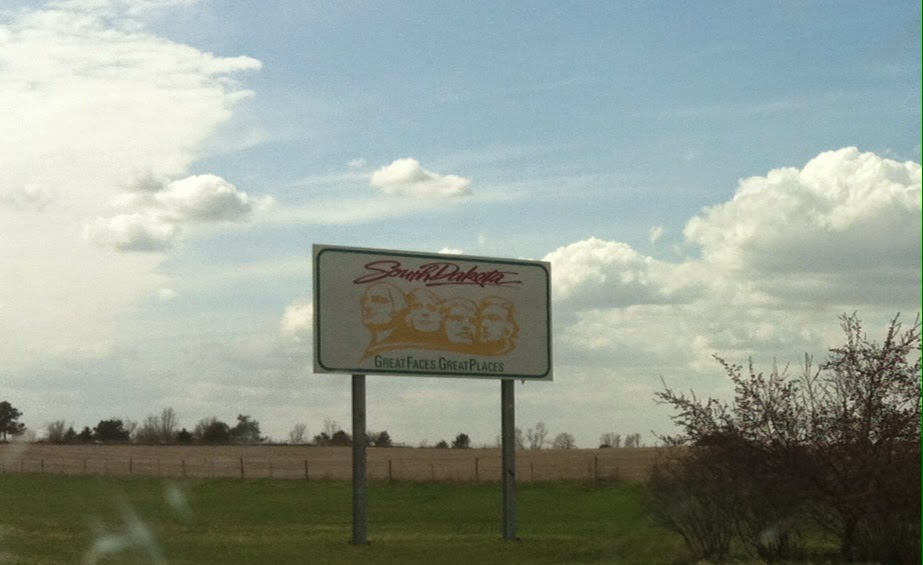 South Dakota
GREAT FACES. GREAT PLACES